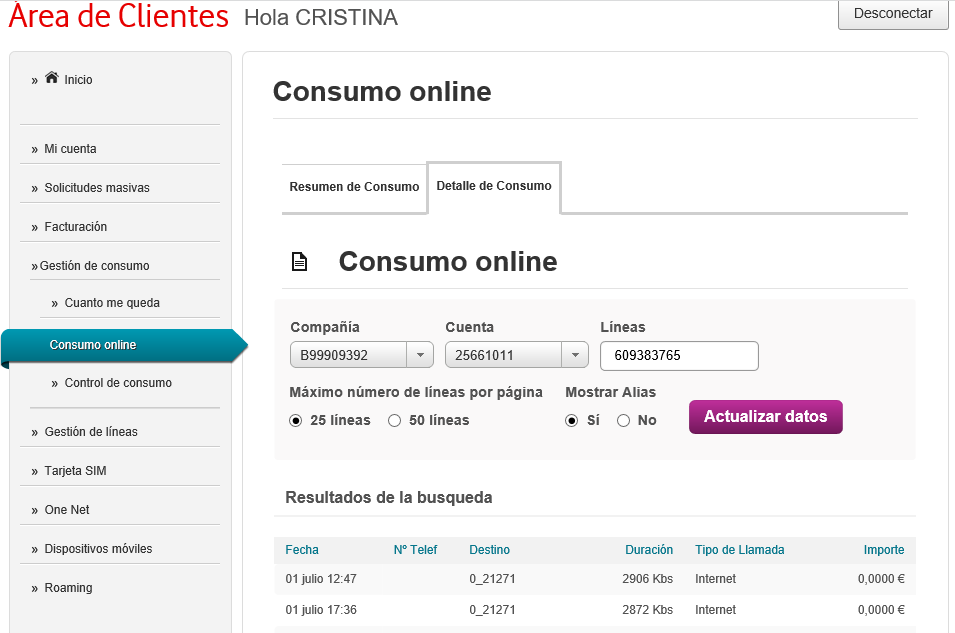 Área de Clientes Hola CRISTINA
Desconectar
» Inicio
» Mi cuenta
» Solicitudes masivas
» Facturación
» Gestión de consumo
» Cuanto me queda
Consumo online
» Control de consumo
» Gestión de líneas
» Tarjeta SIM
» One Net
» Dispositivos móviles
» Roaming
Consumo online
Resumen de Consumo Detalle de Consumo
Consumo online
Compañía Cuenta Líneas
B99909392 25661011 609383765
Máximo número de líneas por página Mostrar Alias
25 líneas 50 líneas Sí No
Actualizar datos
Resultados de la busqueda
Fecha Nº Telef Destino Duración Tipo de Llamada Importe
01 julio 12:47 0_21271 2906 Kbs Internet 0,0000 €
01 julio 17:36 0_21271 2872 Kbs Internet 0,0000 €